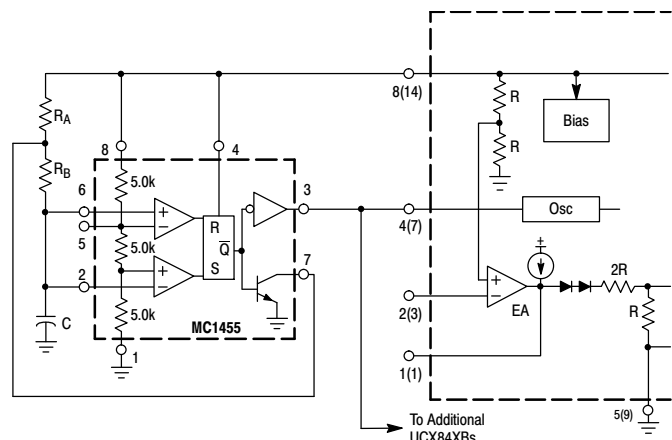 8(14)
R
Bias
R
RA
RB
8
4
5.0k
6
5
3
R
Q
S
5.0k
7
2
5.0k
C
MC1455
1
4(7)
Osc
2R
EA
R
2(3)
1(1)
5(9)
To Additional
UCX84XBs
+
−
+
−
+
−